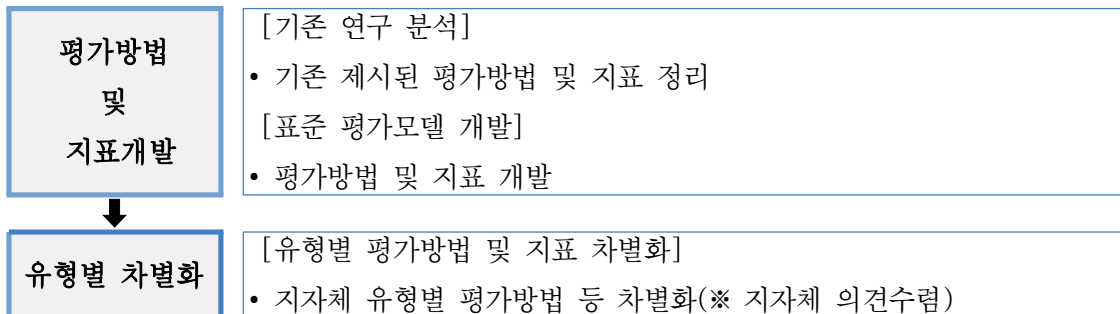 평가방법
및
지표개발
[기존 연구 분석]
• 기존 제시된 평가방법 및 지표 정리
[표준 평가모델 개발]
• 평가방법 및 지표 개발
유형별 차별화
[유형별 평가방법 및 지표 차별화]
• 지자체 유형별 평가방법 등 차별화(※ 지자체 의견수렴)